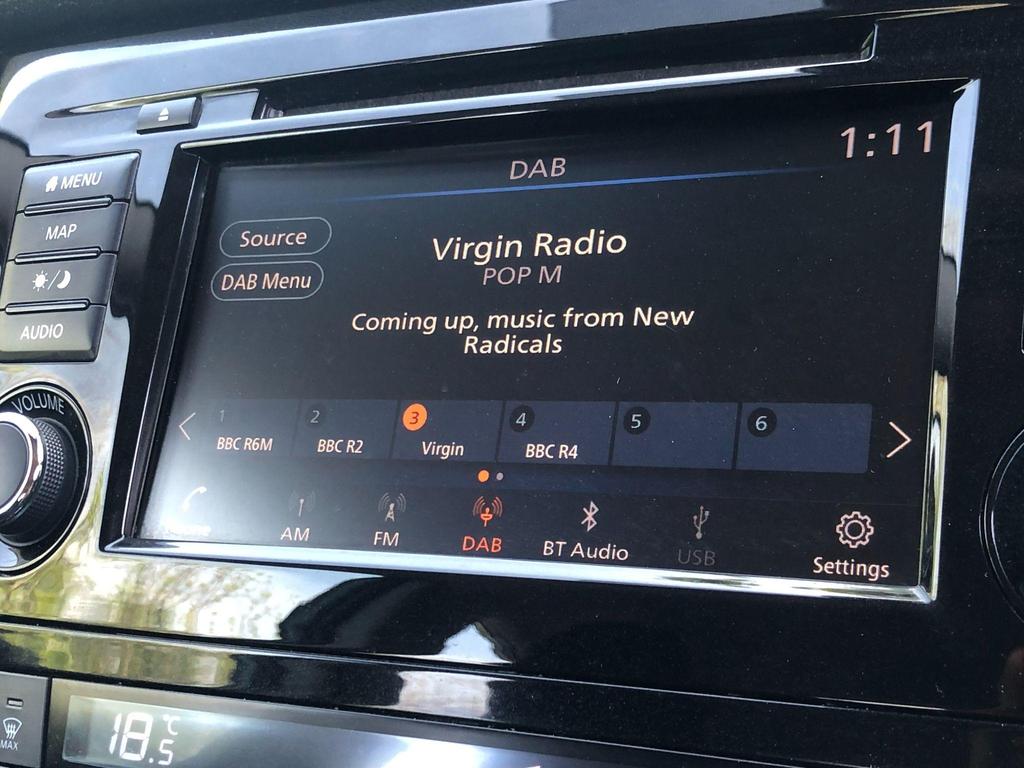 1:11
DAB
MENU
MAP
AUDIO
VOLUME
Source
DAB Menu
Virgin Radio
POP M
Coming up, music from New
Radicals
1 2 3 4 5 6
BBC R6M BBC R2 Virgin BBC R4
AM FM DAB BT Audio USB Settings
18.5 °C
MAX